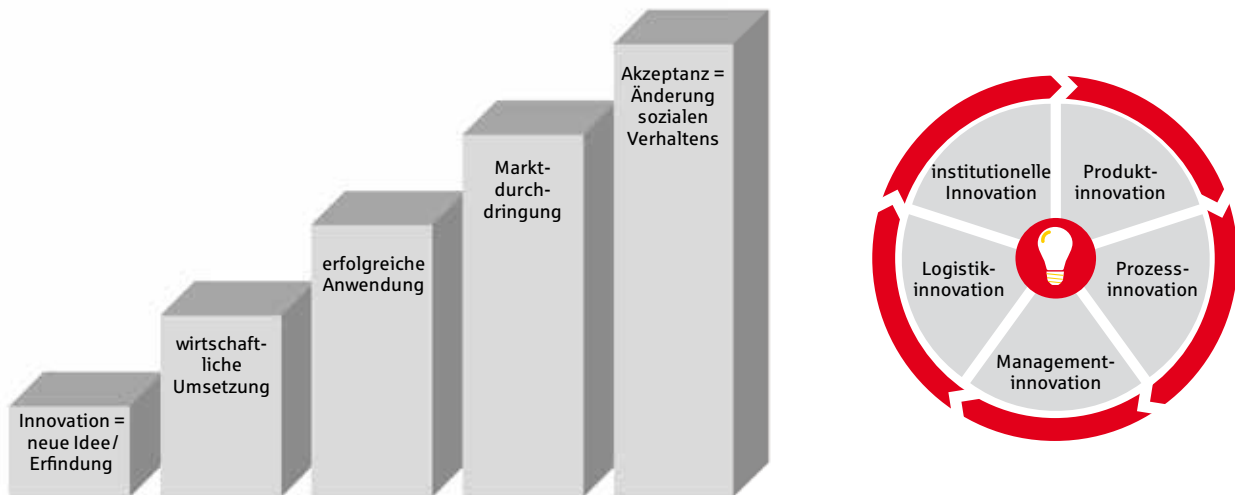 Innovation =
neue Idee/
Erfindung
wirtschaft-
liche
Umsetzung
erfolgreiche
Anwendung
Markt-
durch-
dringung
Akzeptanz =
Änderung
sozialen
Verhaltens
institutionelle
Innovation
Produkt-
innovation
Prozess-
innovation
Management-
innovation
Logistik-
innovation